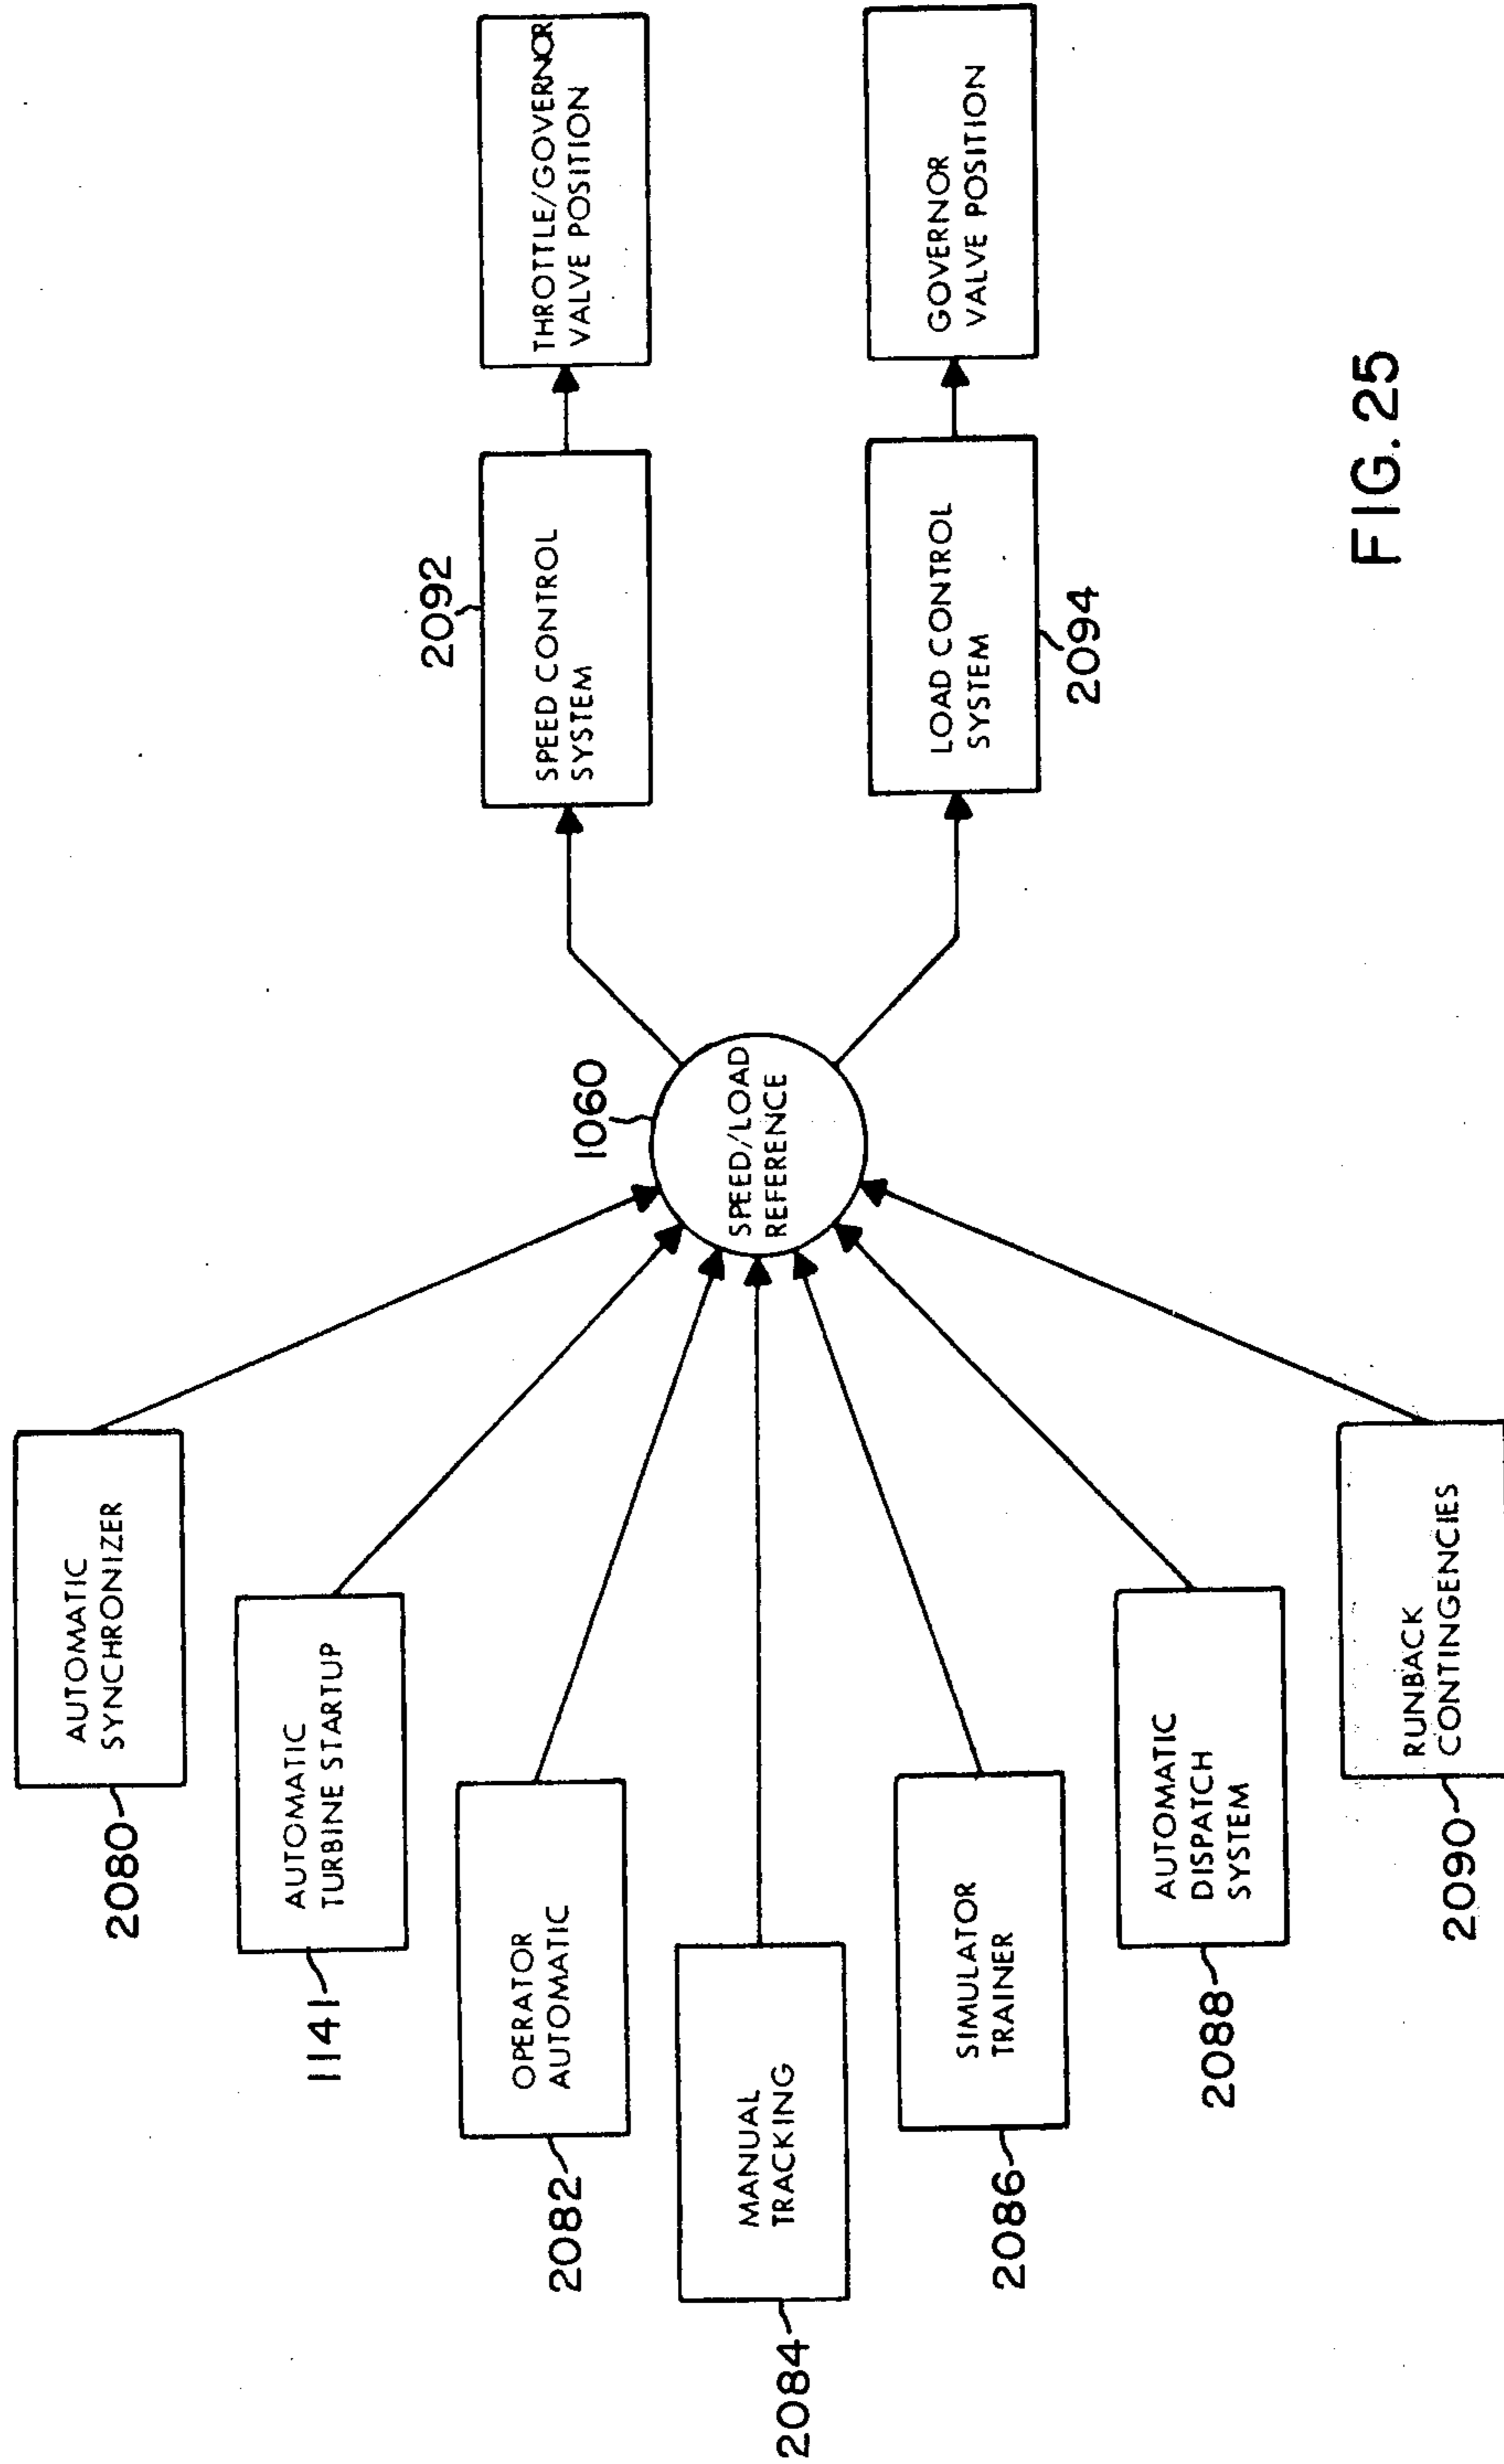 2080
AUTOMATIC
SYNCHRONIZER
1141
AUTOMATIC
TURBINE STARTUP
2082
OPERATOR
AUTOMATIC
2084
MANUAL
TRACKING
2086
SIMULATOR
TRAINER
2088
AUTOMATIC
DISPATCH
SYSTEM
2090
RUNBACK
CONTINGENCIES
1060
SPEED/LOAD
REFERENCE
2092
SPEED CONTROL
SYSTEM
THROTTLE/GOVERNOR
VALVE POSITION
LOAD CONTROL
SYSTEM
2094
GOVERNOR
VALVE POSITION
FIG. 25